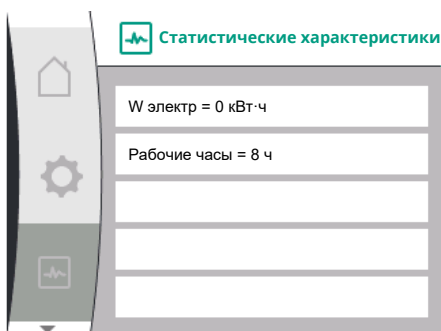 Статистические характеристики
W электр = 0 кВт·ч
Рабочие часы = 8 ч